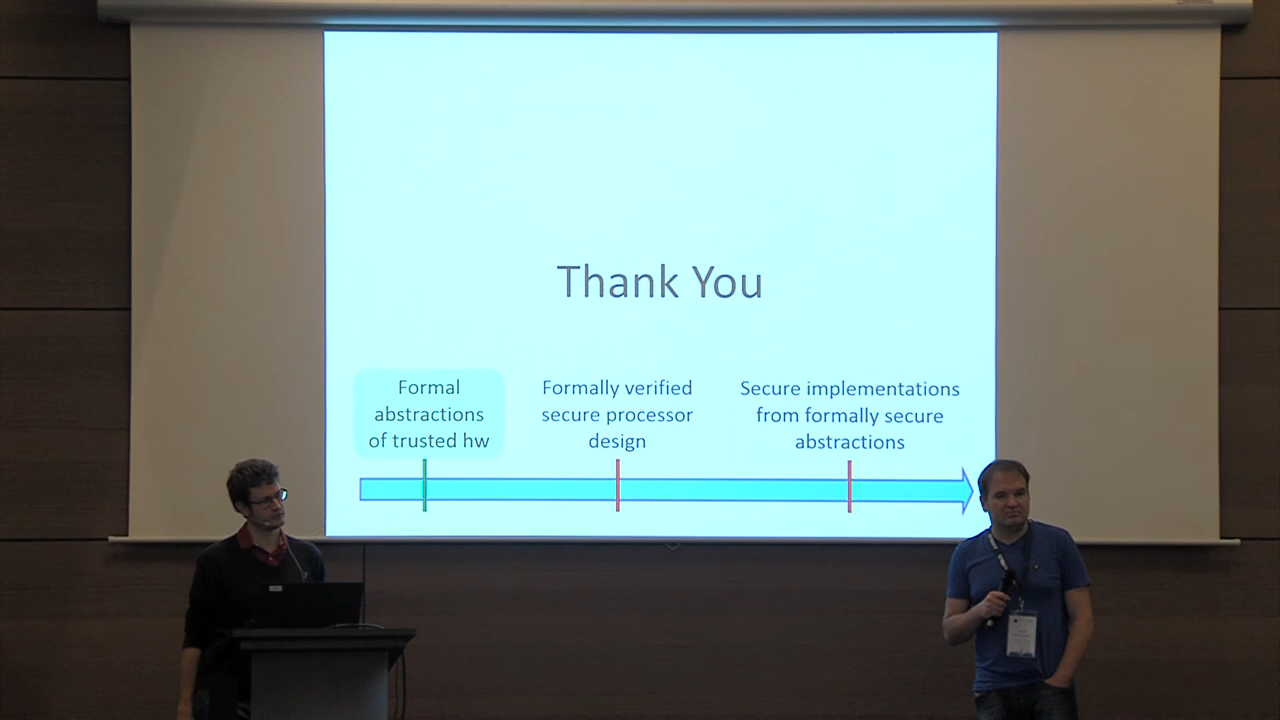 Thank You
Formal
abstractions
of trusted hw
Formally verified
secure processor
design
Secure implementations
from formally secure
abstractions